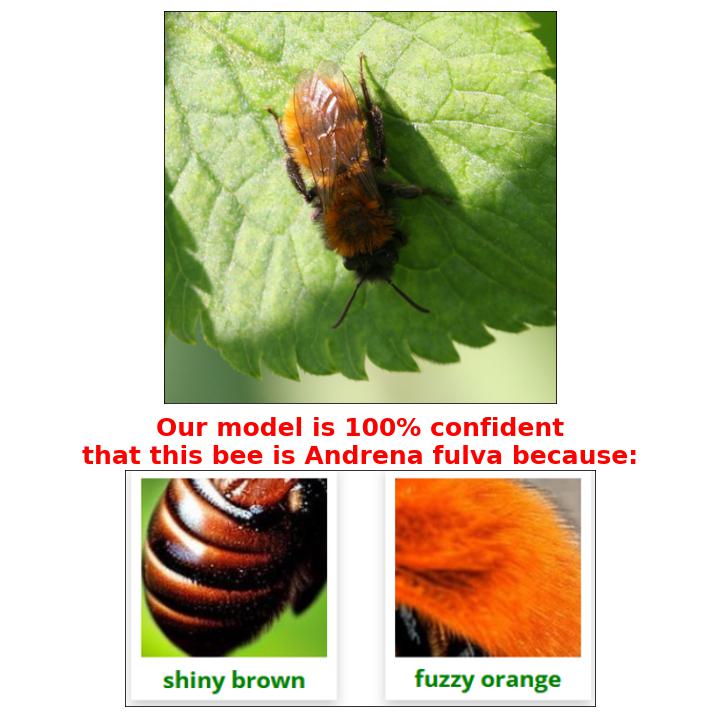 Our model is 100% confident
that this bee is Andrena fulva because:
shiny brown
fuzzy orange